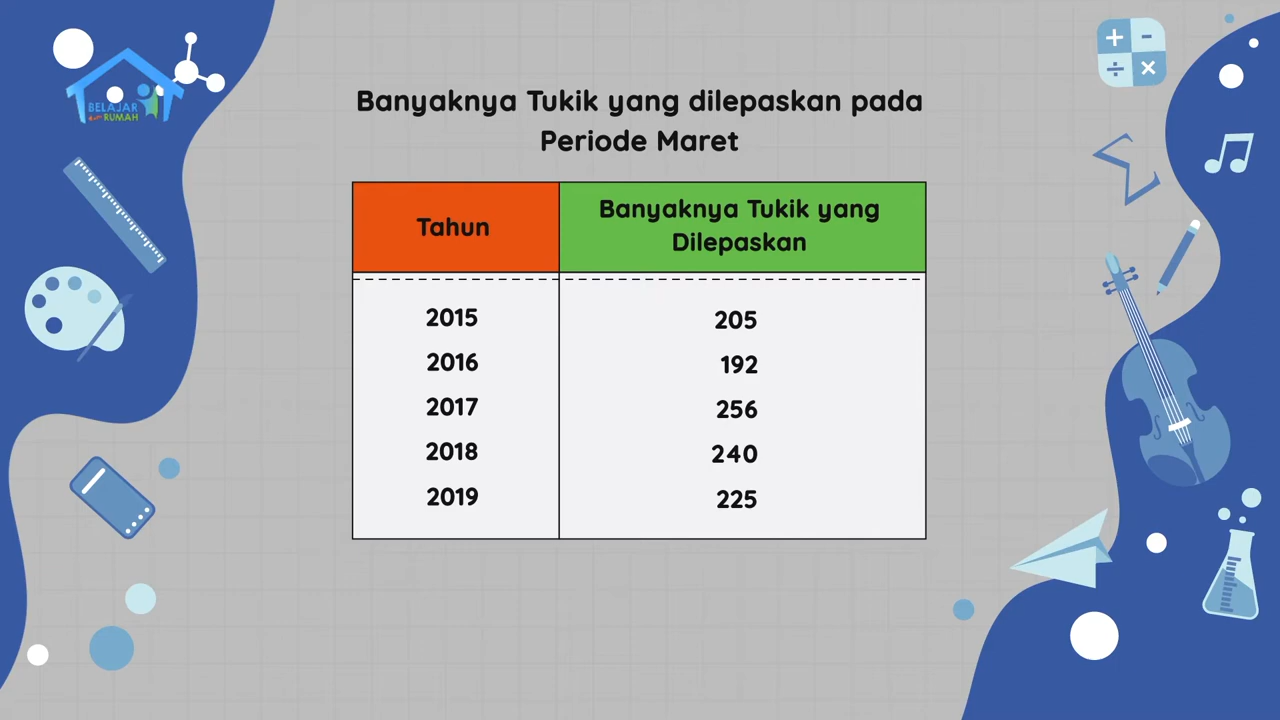 BELAJAR
dari RUMAH
Banyaknya Tukik yang dilepaskan pada
Periode Maret
Tahun
Banyaknya Tukik yang
Dilepaskan
2015 205
2016 192
2017 256
2018 240
2019 225